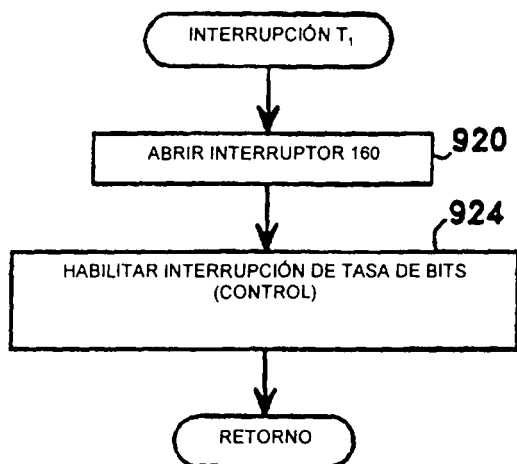 INTERRUPCIÓN T₁
ABRIR INTERRUPTOR 160
920
924
HABILITAR INTERRUPCIÓN DE TASA DE BITS
(CONTROL)
RETORNO